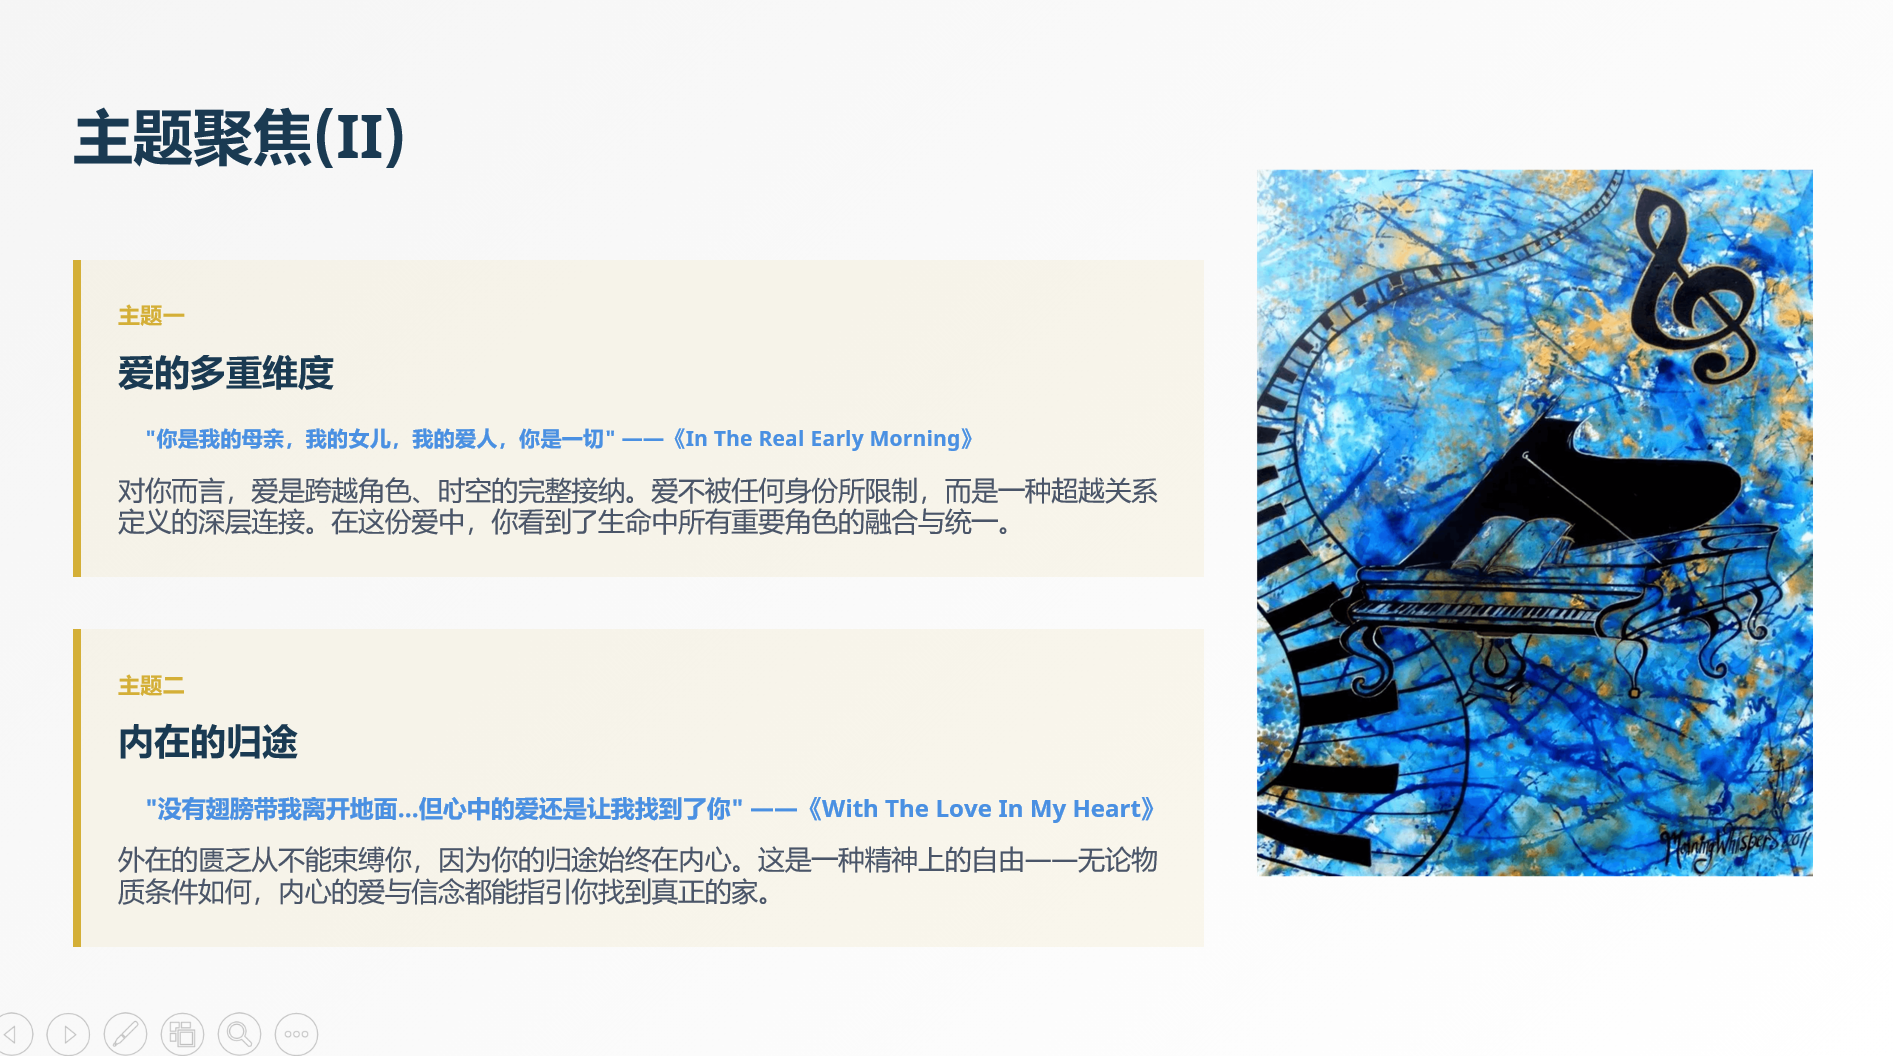 主题聚焦(II)
主题一
爱的多重维度
"你是我的母亲，我的女儿，我的爱人，你是一切" ——《In The Real Early Morning》
对你而言，爱是跨越角色、时空的完整接纳。爱不被任何身份所限制，而是一种超越关系
定义的深层连接。在这份爱中，你看到了生命中所有重要角色的融合与统一。
主题二
内在的归途
"没有翅膀带我离开地面...但心中的爱还是让我找到了你" ——《With The Love In My Heart》
外在的匮乏从不能束缚你，因为你的归途始终在内心。这是一种精神上的自由——无论物
质条件如何，内心的爱与信念都能指引你找到真正的家。
MorningWhispers 2011